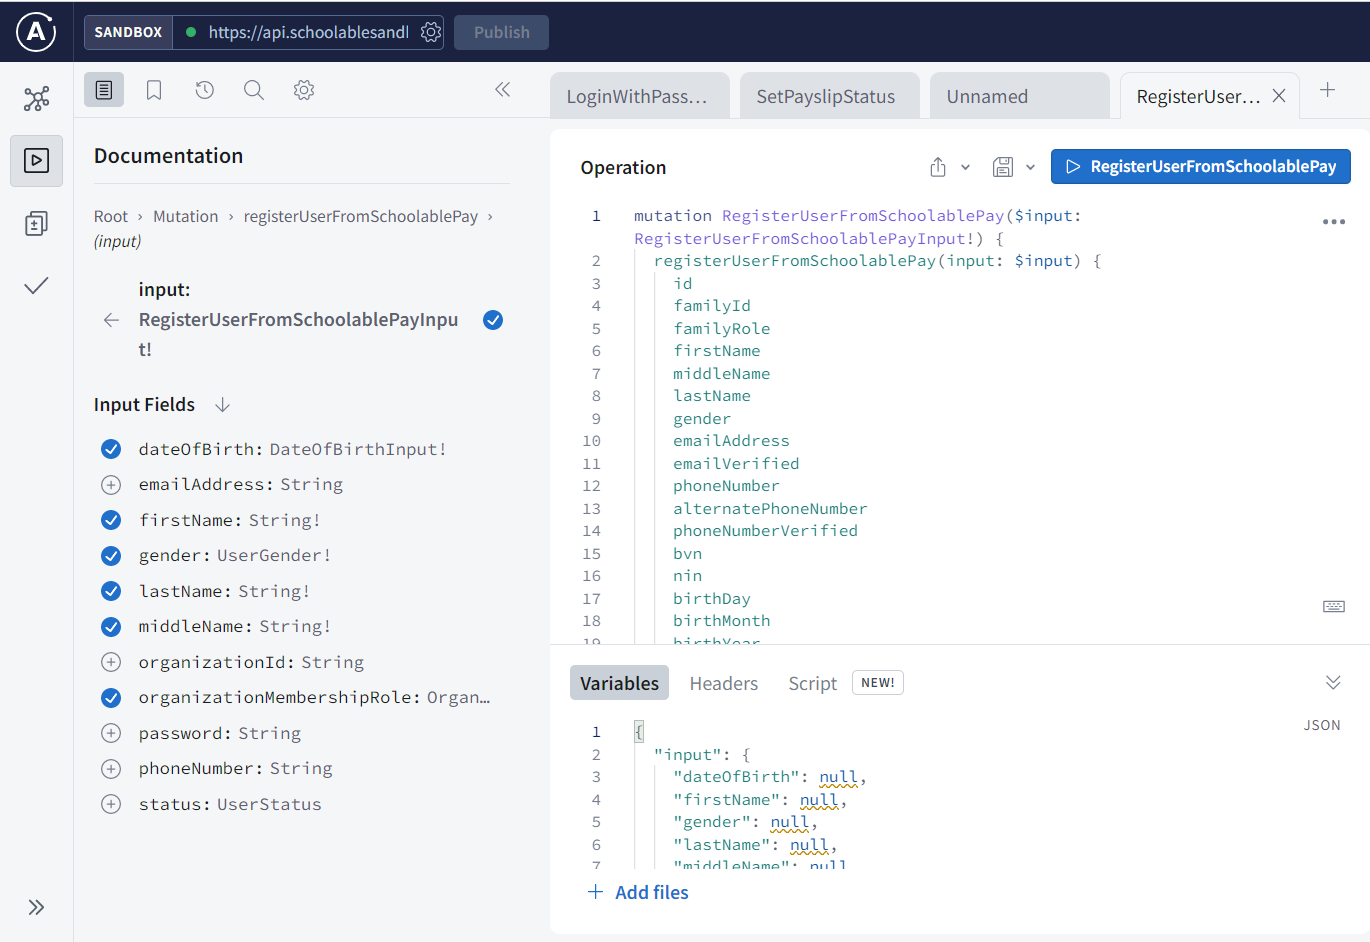 SANDBOX
https://api.schoolablesandl
Publish
LoginWithPass...
SetPayslipStatus
Unnamed
RegisterUser...
Documentation
Root › Mutation › registerUserFromSchoolablePay ›
(input)
input:
RegisterUserFromSchoolablePayInpu
t!
Input Fields
dateOfBirth: DateOfBirthInput!
emailAddress: String
firstName: String!
gender: UserGender!
lastName: String!
middleName: String!
organizationId: String
organizationMembershipRole: Organ…
password: String
phoneNumber: String
status: UserStatus
Operation
RegisterUserFromSchoolablePay
1 mutation RegisterUserFromSchoolablePay($input:
RegisterUserFromSchoolablePayInput!) {
2 registerUserFromSchoolablePay(input: $input) {
3 id
4 familyId
5 familyRole
6 firstName
7 middleName
8 lastName
9 gender
10 emailAddress
11 emailVerified
12 phoneNumber
13 alternatePhoneNumber
14 phoneNumberVerified
15 bvn
16 nin
17 birthDay
18 birthMonth
19 birthYear
Variables
Headers
Script
NEW!
JSON
1 {
2 "input": {
3 "dateOfBirth": null,
4 "firstName": null,
5 "gender": null,
6 "lastName": null,
7 "middleName": null
+ Add files